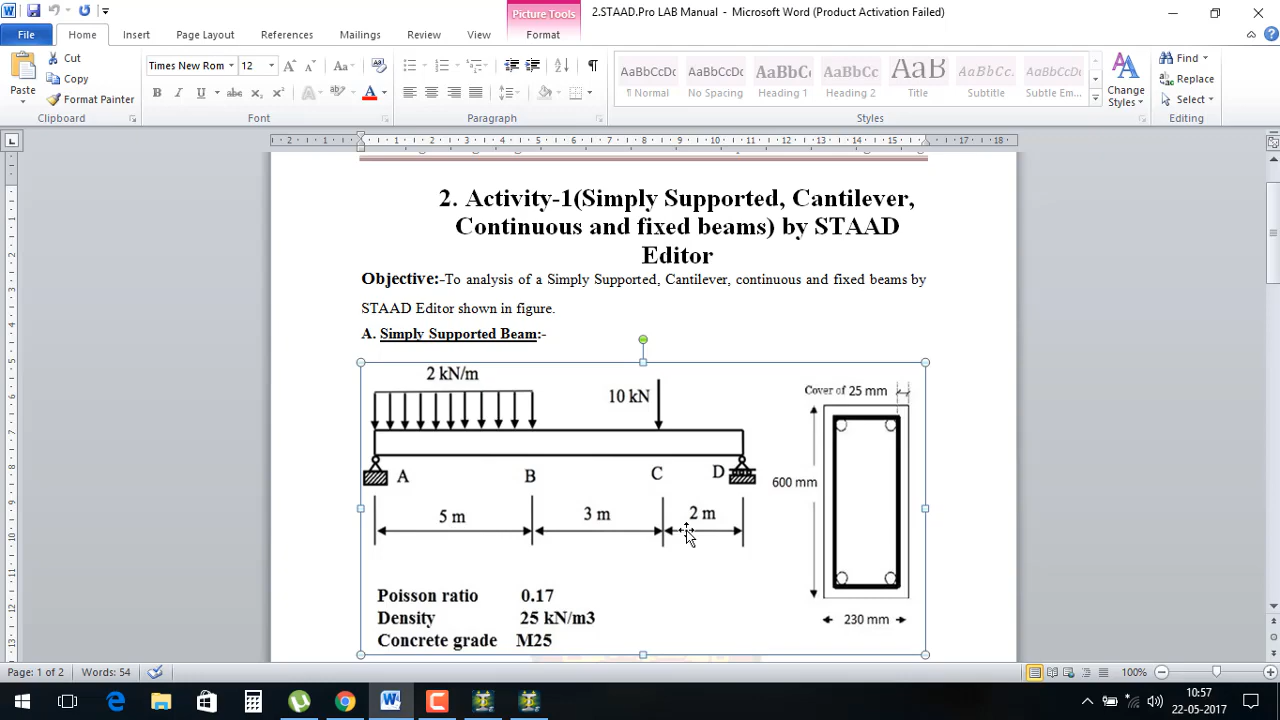 Picture Tools
2.STAAD.Pro LAB Manual - Microsoft Word (Product Activation Failed)
File Home Insert Page Layout References Mailings Review View Format
Paste
Cut
Copy
Format Painter
Clipboard
Times New Rom 12
Font
Paragraph
AaBbCcDc AaBbCcDc AaBbCc AaBbCc AaB AaBbCcDc AaBbCcDc
¶ Normal No Spacing Heading 1 Heading 2 Title Subtitle Subtle Em...
Styles
Change
Styles
Find
Replace
Select
Editing
2. Activity-1(Simply Supported, Cantilever,
Continuous and fixed beams) by STAAD
Editor
Objective:-To analysis of a Simply Supported, Cantilever, continuous and fixed beams by
STAAD Editor shown in figure.
A. Simply Supported Beam:-
2 kN/m
10 kN
Cover of 25 mm
A B C D
600 mm
5 m 3 m 2 m
Poisson ratio 0.17
Density 25 kN/m3
Concrete grade M25
230 mm
Page: 1 of 2 Words: 54 100%
10:57
22-05-2017